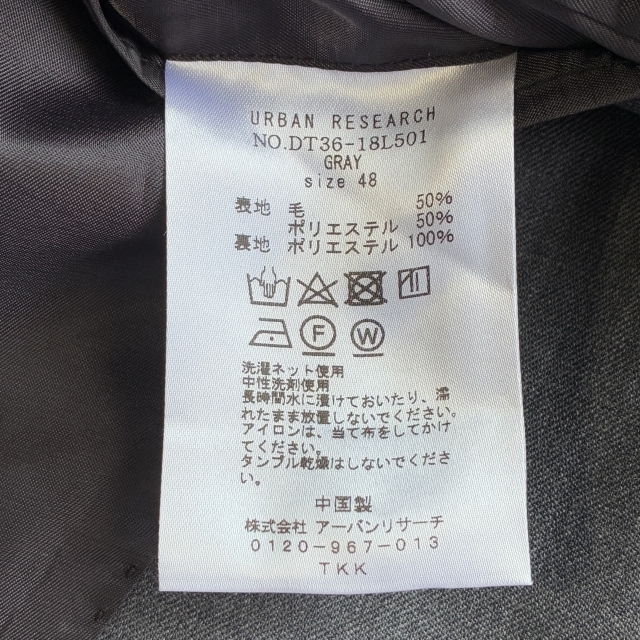 URBAN RESEARCH
NO.DT36-18L501
GRAY
size 48
表地 毛 50%
ポリエステル 50%
裏地 ポリエステル 100%
F W
洗濯ネット使用
中性洗剤使用
長時間水に漬けておいたり、濡
れたまま放置しないでください。
アイロンは、当て布をしてかけ
てください。
タンブル乾燥はしないでくださ
い。
中国製
株式会社 アーバンリサーチ
0120-967-013
TKK